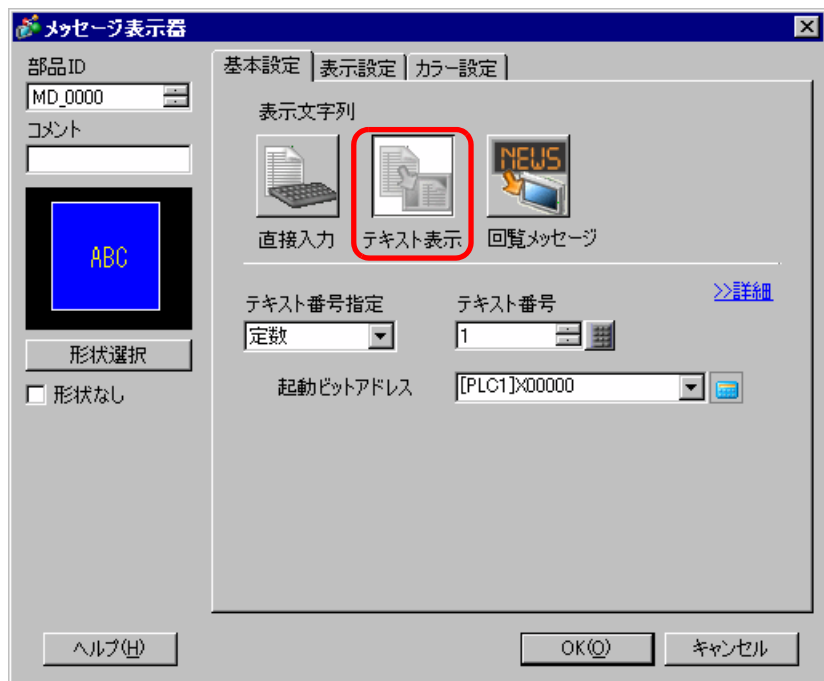 メッセージ表示器
部品ID
MD_0000
コメント
ABC
形状選択
形状なし
基本設定 表示設定 カラー設定
表示文字列
NEWS
直接入力 テキスト表示 回覧メッセージ
>>詳細
テキスト番号指定 テキスト番号
定数 1
起動ビットアドレス [PLC1]X00000
ヘルプ(H) OK(O) キャンセル